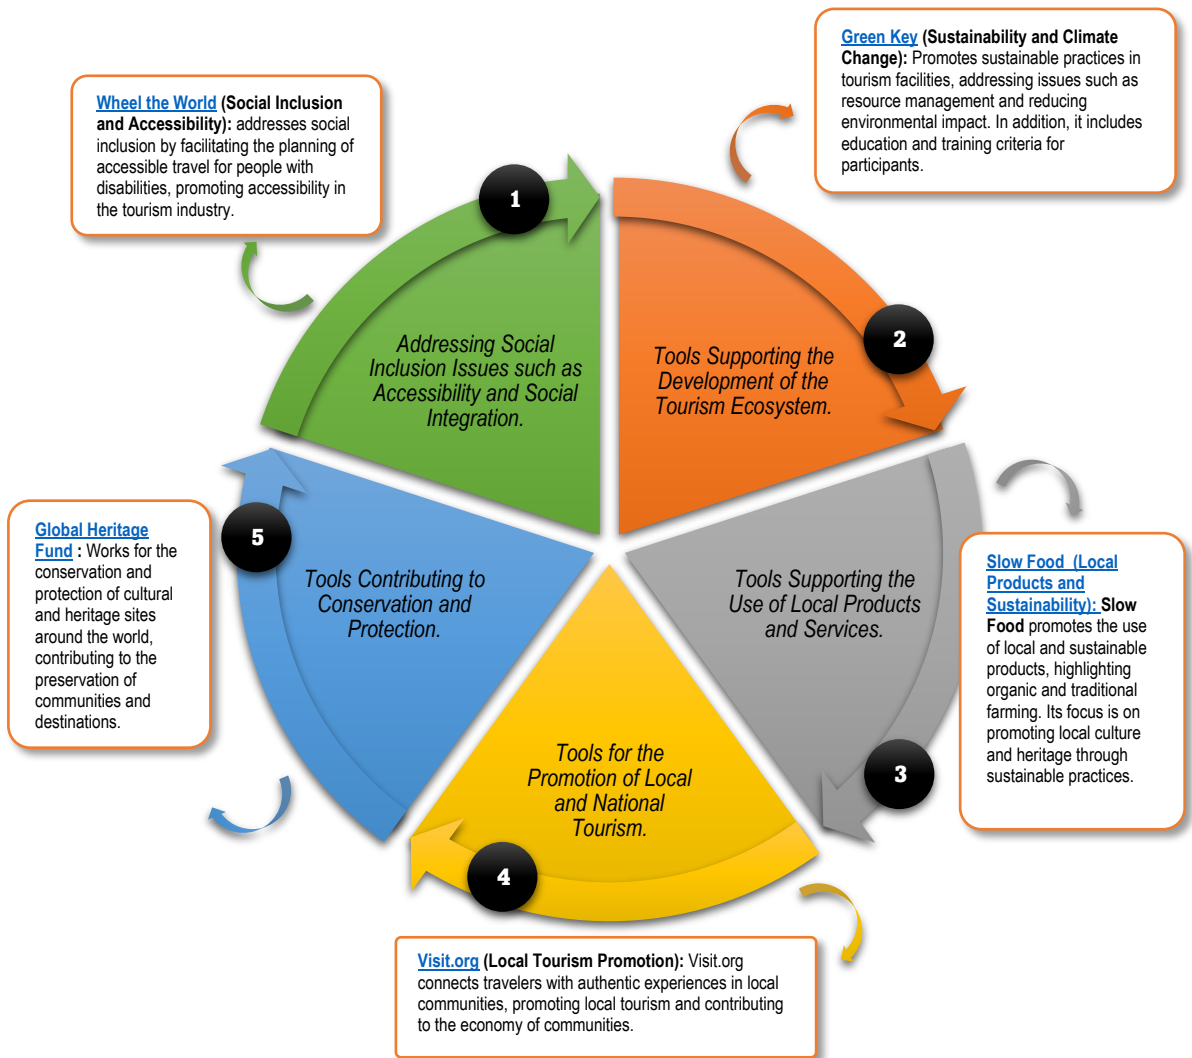 Green Key (Sustainability and Climate
Change): Promotes sustainable practices in
tourism facilities, addressing issues such as
resource management and reducing
environmental impact. In addition, it includes
education and training criteria for
participants.
Wheel the World (Social Inclusion
and Accessibility): addresses social
inclusion by facilitating the planning of
accessible travel for people with
disabilities, promoting accessibility in
the tourism industry.
1
Addressing Social
Inclusion Issues such as
Accessibility and Social
Integration.
2
Tools Supporting the
Development of the
Tourism Ecosystem.
Global Heritage
Fund : Works for the
conservation and
protection of cultural
and heritage sites
around the world,
contributing to the
preservation of
communities and
destinations.
5
Tools Contributing to
Conservation and
Protection.
Tools Supporting the
Use of Local Products
and Services.
3
Slow Food  (Local
Products and
Sustainability): Slow
Food promotes the use
of local and sustainable
products, highlighting
organic and traditional
farming. Its focus is on
promoting local culture
and heritage through
sustainable practices.
Tools for the
Promotion of Local
and National
Tourism.
4
Visit.org (Local Tourism Promotion): Visit.org
connects travelers with authentic experiences in local
communities, promoting local tourism and contributing
to the economy of communities.